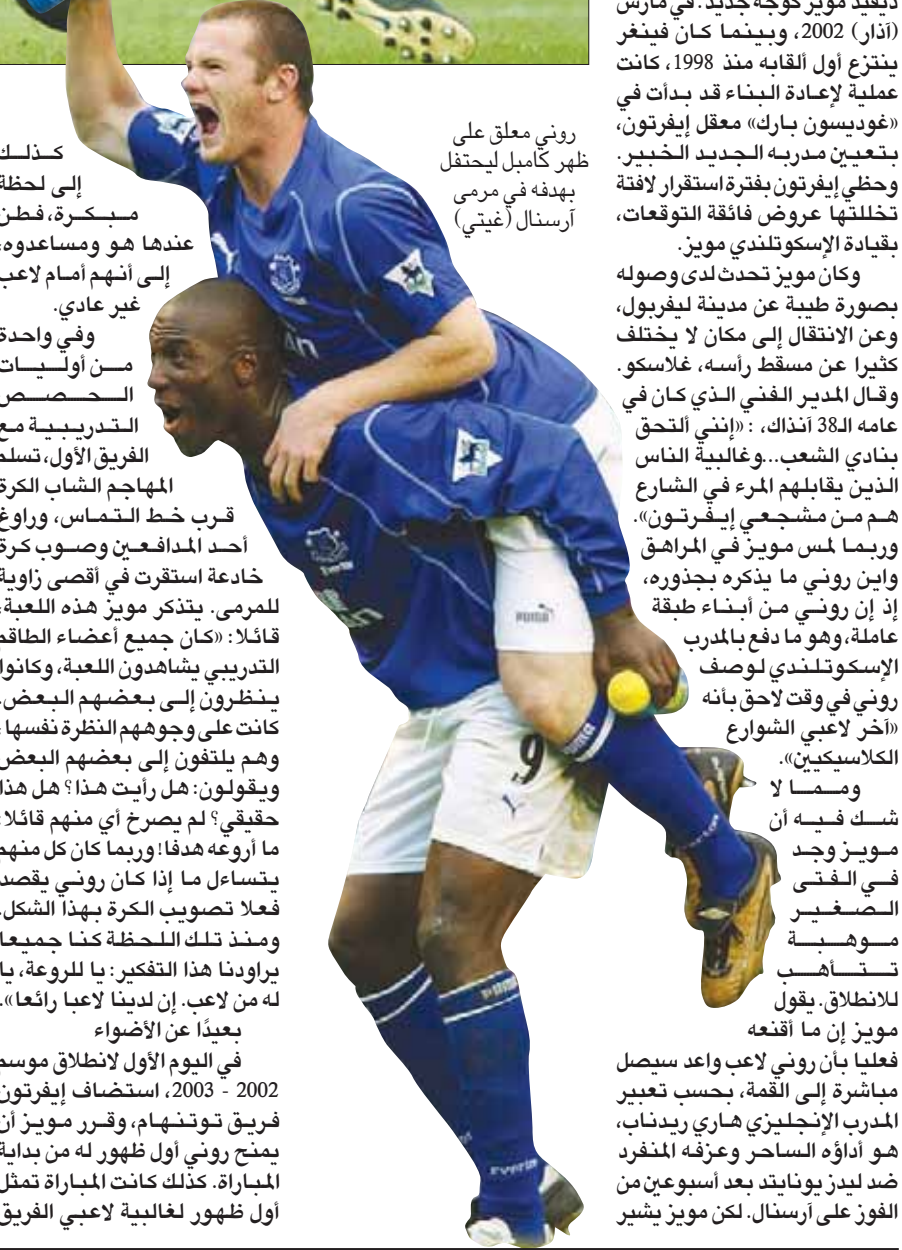 ديفيد مويز كوجه جديد. في مارس
(آذار) 2002، وبينما كان فينغر
ينتزع أول ألقابه منذ 1998، كانت
عملية لإعادة البناء قد بدأت في
«غوديسون بارك» معقل إيفرتون،
بتعيين مدربه الجديد الخبير.
وحظي إيفرتون بفترة استقرار لافتة
تخللتها عروض فائقة التوقعات،
بقيادة الإسكوتلندي مويز.
وكان مويز تحدث لدى وصوله
بصورة طيبة عن مدينة ليفربول،
وعن الانتقال إلى مكان لا يختلف
كثيرا عن مسقط رأسه، غلاسكو.
وقال المدير الفني الذي كان في
عامه الـ38 آنذاك، : «إنني ألتحق
بنادي الشعب...وغالبية الناس
الذين يقابلهم المرء في الشارع
هم من مشجعي إيفرتون».
وربما لمس مويز في المراهق
واين روني ما يذكره بجذوره،
إذ إن روني من أبناء طبقة
عاملة، وهو ما دفع بالمدرب
الإسكوتلندي لوصف
روني في وقت لاحق بأنه
«آخر لاعبي الشوارع
الكلاسيكيين».
ومما لا
شك فيه أن
مويز وجد
في الفتى
الصغير
موهبة
تتأهب
للانطلاق. يقول
مويز إن ما أقنعه
فعليا بأن روني لاعب واعد سيصل
مباشرة إلى القمة، بحسب تعبير
المدرب الإنجليزي هاري ريدناب،
هو أداؤه الساحر وعزفه المنفرد
ضد ليدز يونايتد بعد أسبوعين من
الفوز على آرسنال. لكن مويز يشير
روني معلق على
ظهر كامبل ليحتفل
بهدفه في مرمى
آرسنال (غيتي)
كذلك
إلى لحظة
مبكرة، فطن
عندها هو ومساعدوه،
إلى أنهم أمام لاعب
غير عادي.
وفي واحدة
من أوليات
الحصص
التدريبية مع
الفريق الأول، تسلم
المهاجم الشاب الكرة
قرب خط التماس، وراوغ
أحد المدافعين وصوب كرة
خادعة استقرت في أقصى زاوية
للمرمى. يتذكر مويز هذه اللعبة،
قائلا: «كان جميع أعضاء الطاقم
التدريبي يشاهدون اللعبة، وكانوا
ينظرون إلى بعضهم البعض.
كانت على وجوههم النظرة نفسها،
وهم يلتفون إلى بعضهم البعض
ويقولون: هل رأيت هذا؟ هل هذا
حقيقي؟ لم يصرخ أي منهم قائلا:
ما أروعه هدفا! وربما كان كل منهم
يتساءل ما إذا كان روني يقصد
فعلا تصويب الكرة بهذا الشكل.
ومنذ تلك اللحظة كنا جميعا
يراودنا هذا التفكير: يا للروعة، يا
له من لاعب. إن لدينا لاعبا رائعا».
بعيدًا عن الأضواء
في اليوم الأول لانطلاق موسم
2002 - 2003، استضاف إيفرتون
فريق توتنهام، وقرر مويز أن
يمنح روني أول ظهور له من بداية
المباراة. كذلك كانت المباراة تمثل
أول ظهور لغالبية لاعبي الفريق
PUMA
9